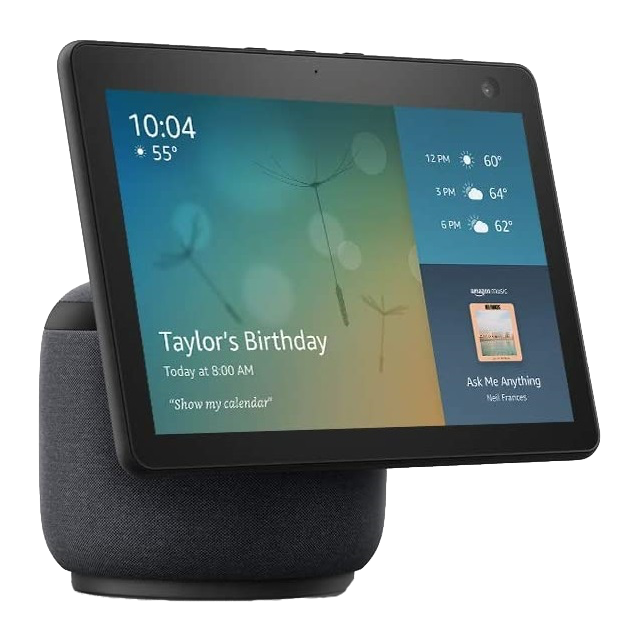 10:04
55°
Taylor's Birthday
Today at 8:00 AM
"Show my calendar"
12 PM 60°
3 PM 64°
6 PM 62°
amazon music
Ask Me Anything
Neil Frances